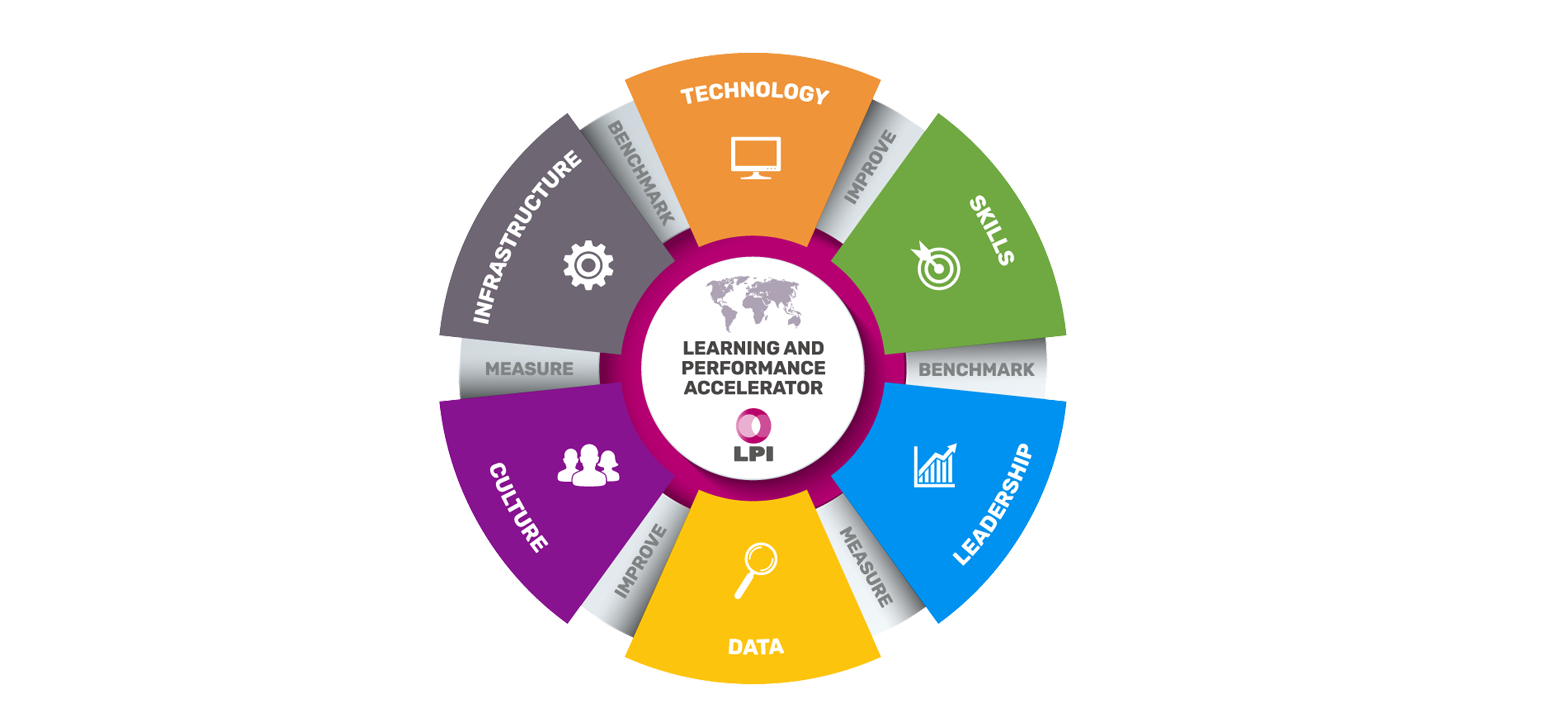 TECHNOLOGY
IMPROVE
SKILLS
BENCHMARK
LEADERSHIP
MEASURE
DATA
IMPROVE
CULTURE
MEASURE
INFRASTRUCTURE
BENCHMARK
LEARNING AND
PERFORMANCE
ACCELERATOR
LPI